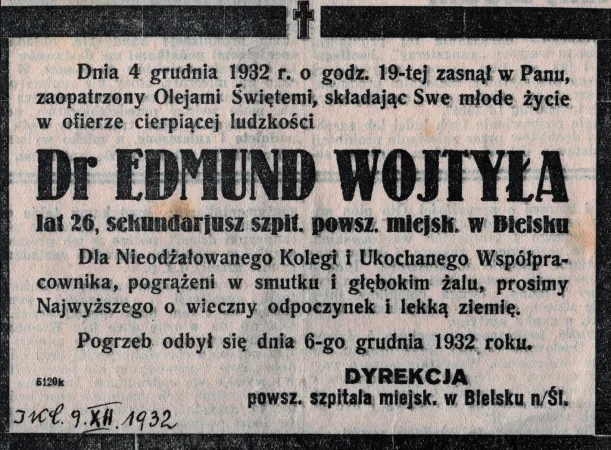 Dnia 4 grudnia 1932 r. o godz. 19-tej zasnął w Panu,
zaopatrzony Olejami Świętemi, składając Swe młode życie
w ofierze cierpiącej ludzkości
Dr EDMUND WOJTYŁA
lat 26, sekundarjusz szpit. powsz. miejsk. w Bielsku
Dla Nieodżałowanego Kolegi i Ukochanego Współpra-
cownika, pogrążeni w smutku i głębokim żalu, prosimy
Najwyższego o wieczny odpoczynek i lekką ziemię.
Pogrzeb odbył się dnia 6-go grudnia 1932 roku.
DYREKCJA
5120k
powsz. szpitala miejsk. w Bielsku n/Śl.
IKC. 9.XII.1932